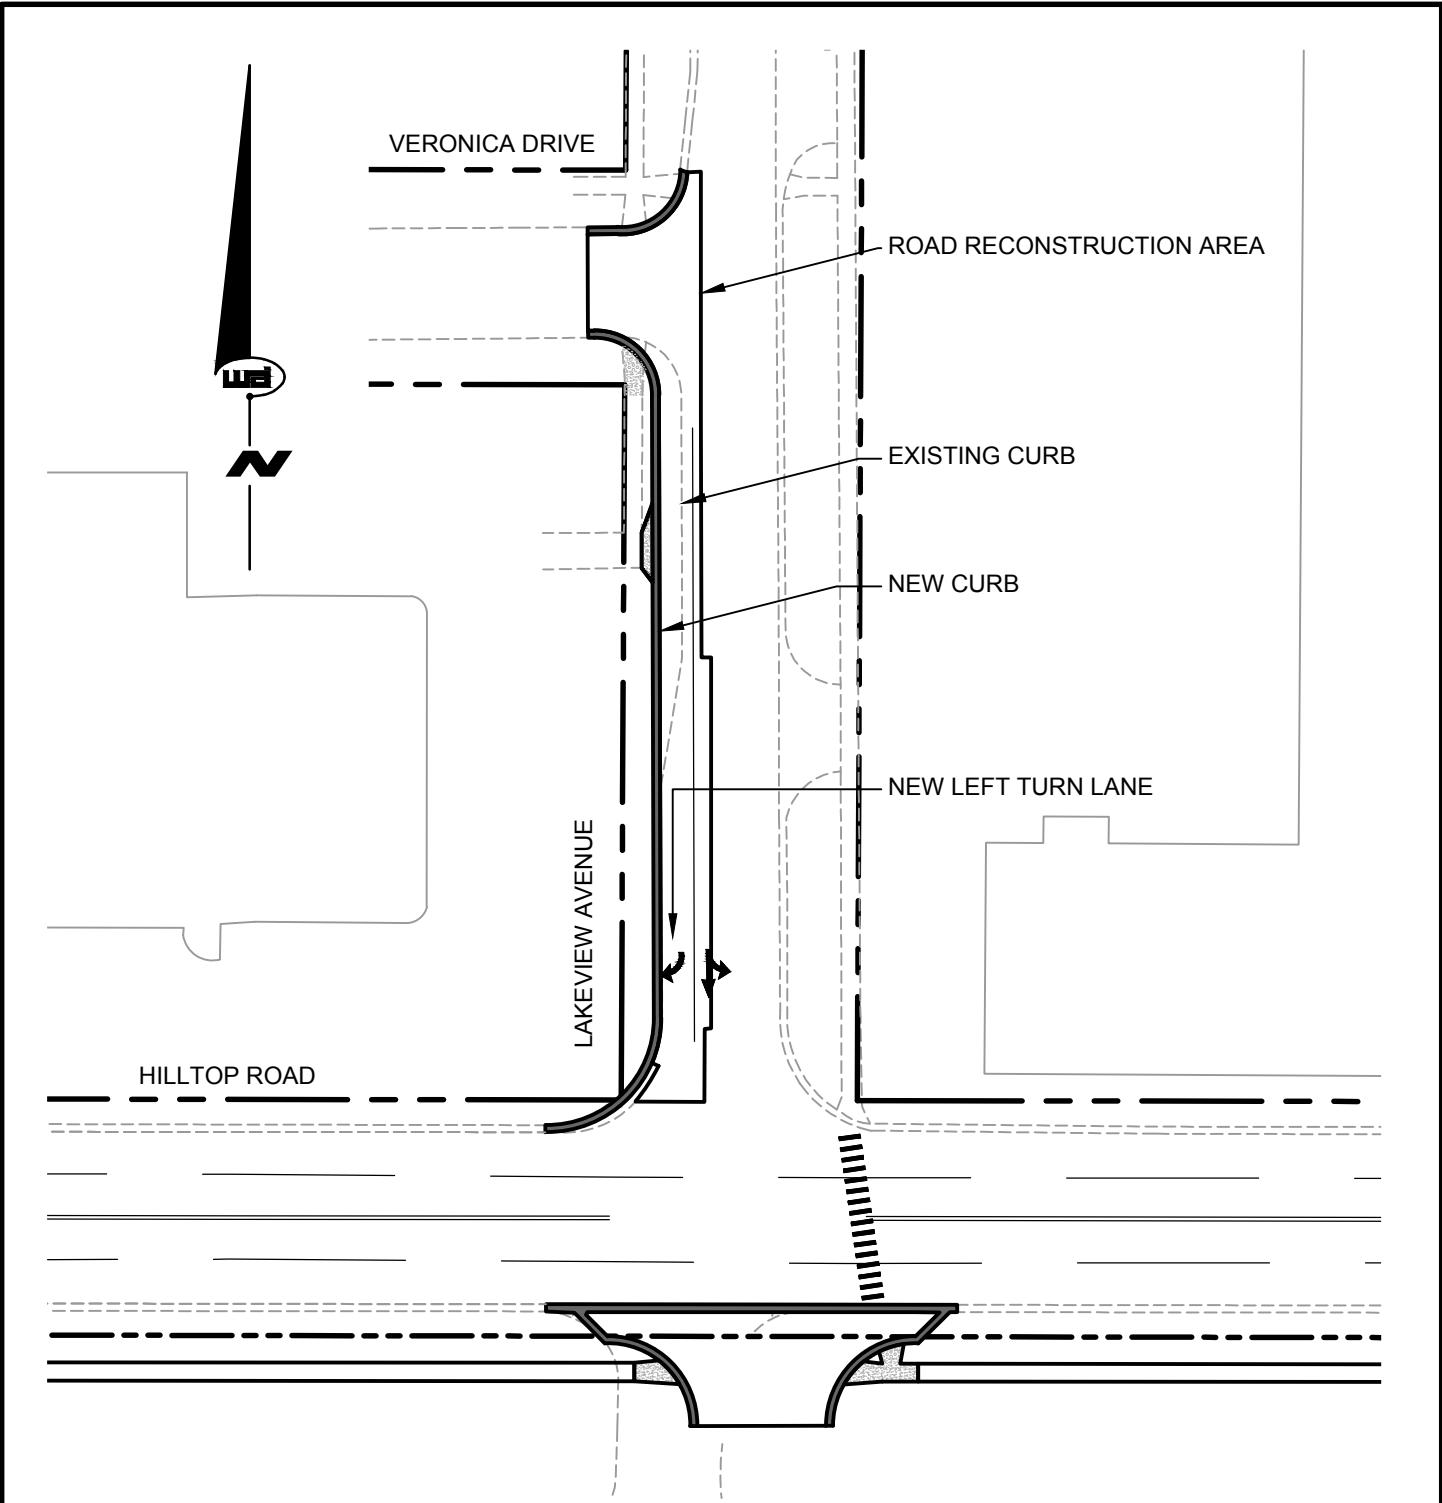 VERONICA DRIVE
ROAD RECONSTRUCTION AREA
N
EXISTING CURB
NEW CURB
NEW LEFT TURN LANE
LAKEVIEW AVENUE
HILLTOP ROAD